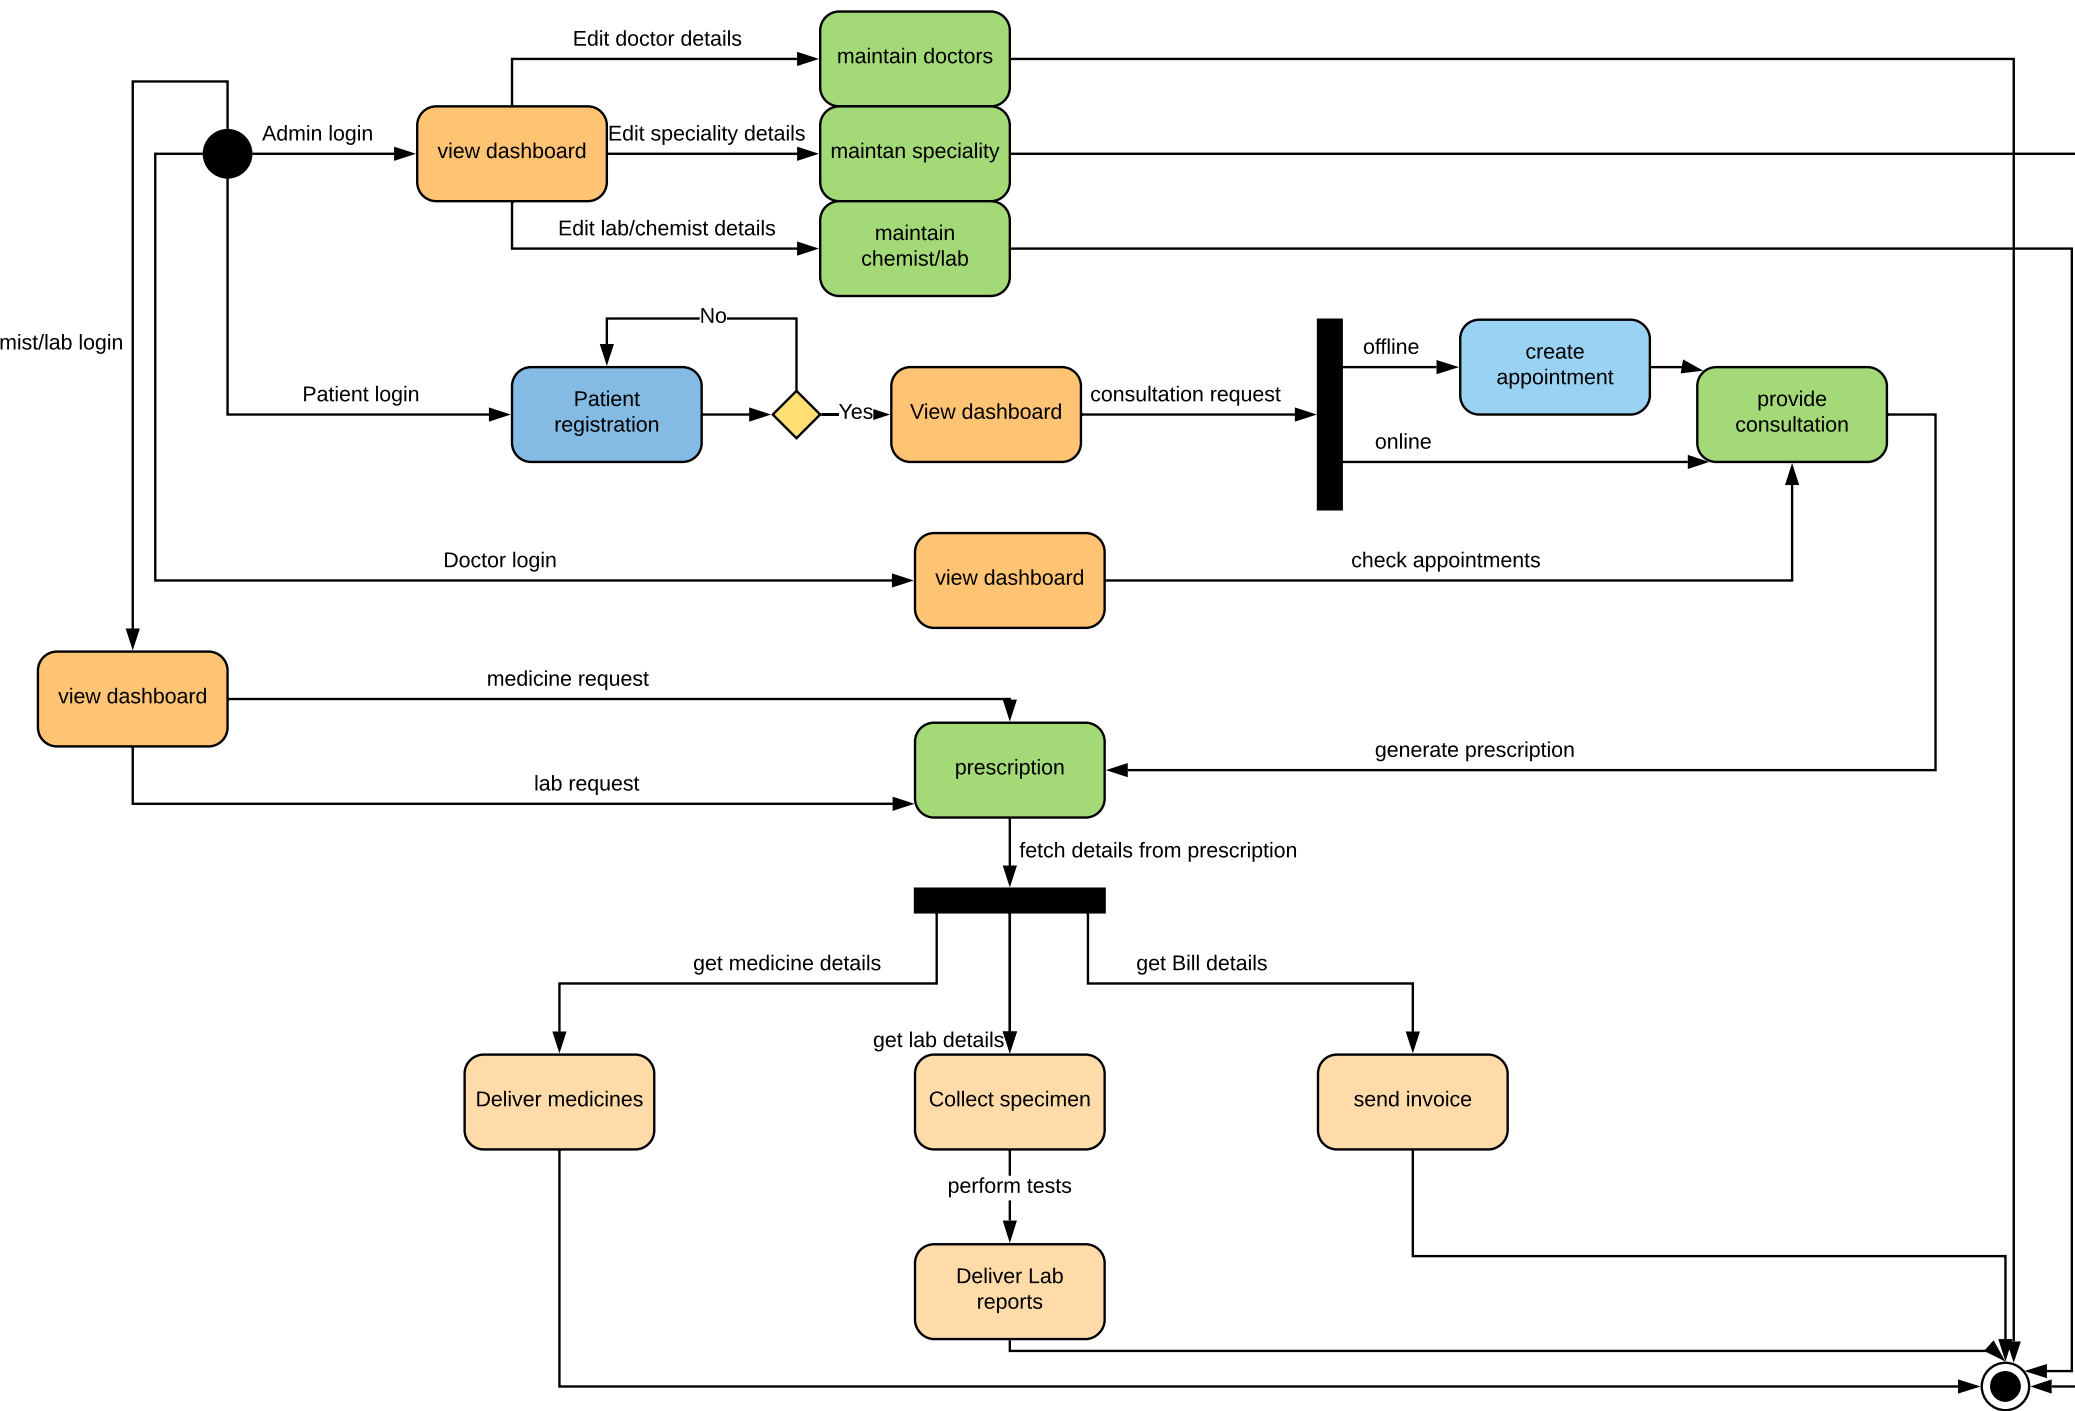 Edit doctor details
maintain doctors
Admin login
view dashboard
Edit speciality details
maintan speciality
Edit lab/chemist details
maintain
chemist/lab
mist/lab login
No
Patient login
Patient
registration
Yes
View dashboard
consultation request
offline
create
appointment
online
provide
consultation
Doctor login
view dashboard
check appointments
view dashboard
medicine request
prescription
generate prescription
lab request
fetch details from prescription
get medicine details
get Bill details
get lab details
Deliver medicines
Collect specimen
send invoice
perform tests
Deliver Lab
reports